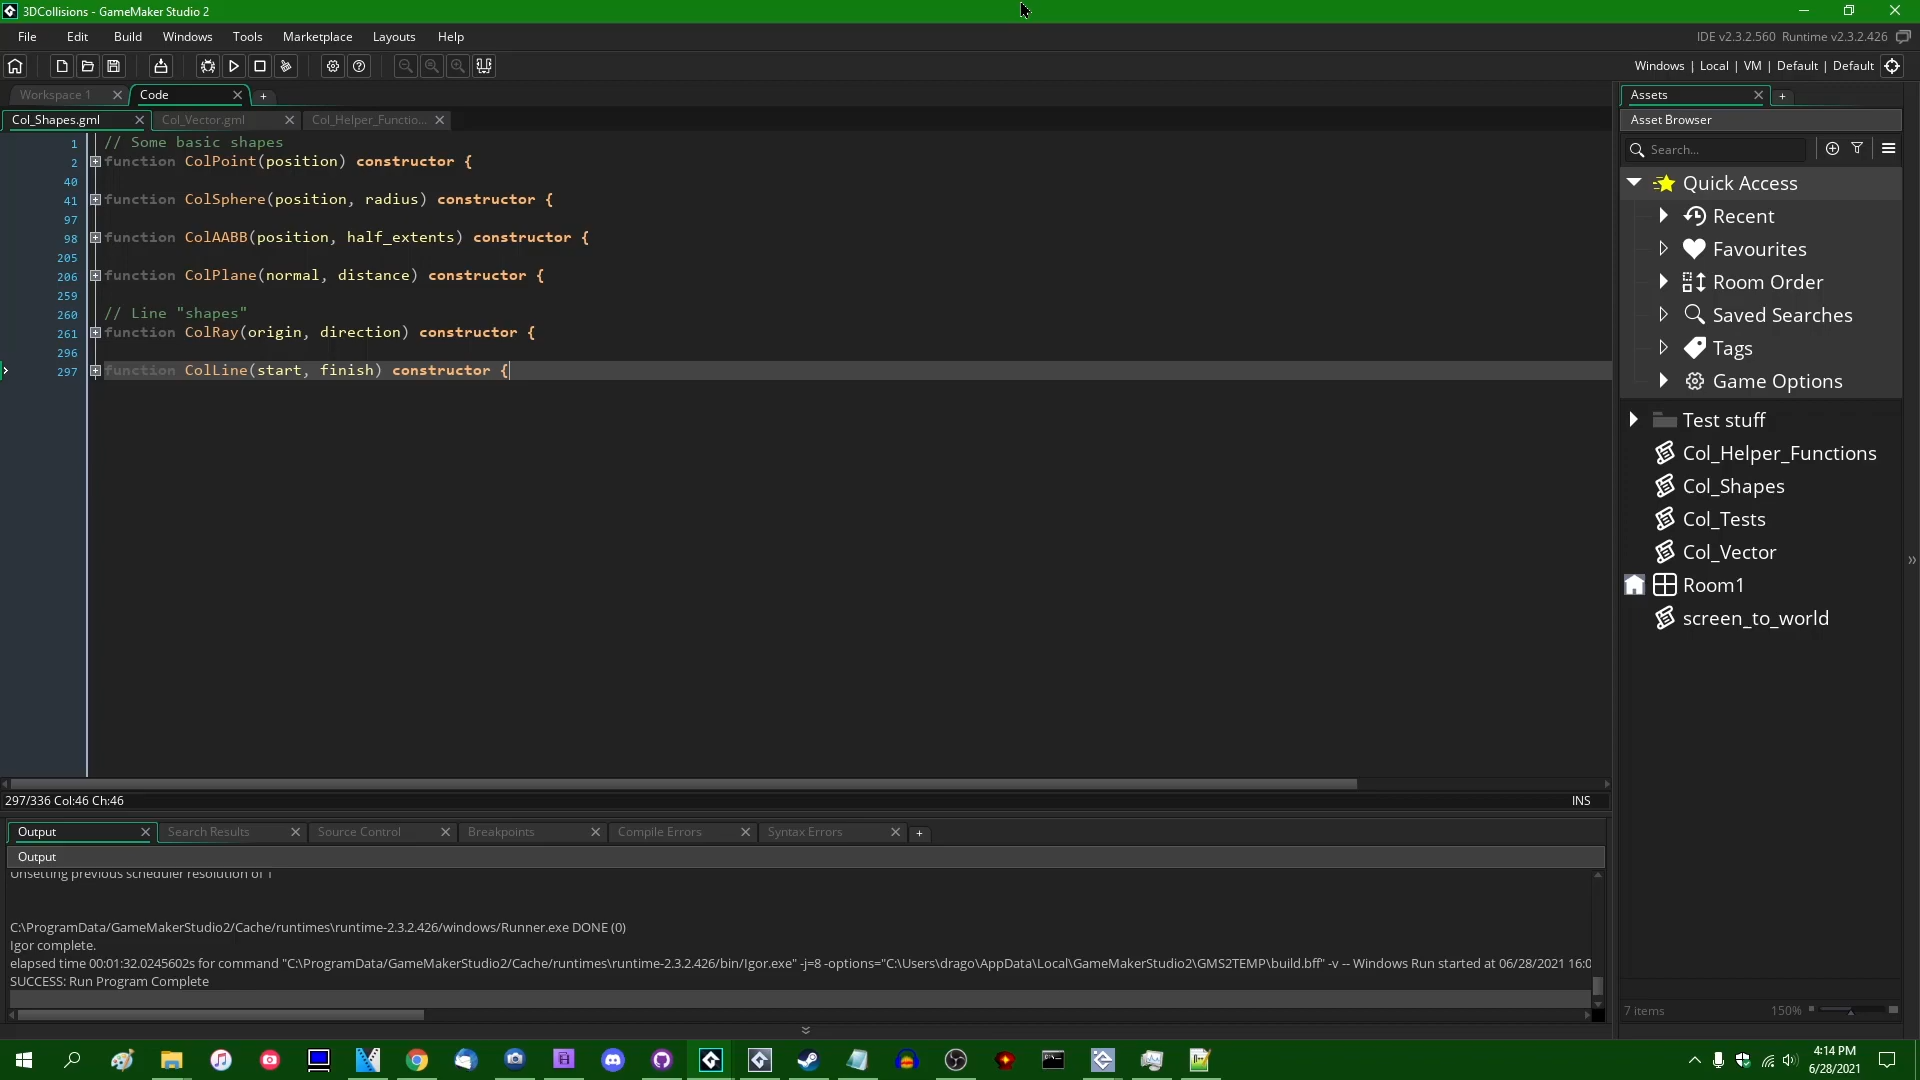 3DCollisions - GameMaker Studio 2
File Edit Build Windows Tools Marketplace Layouts Help
IDE v2.3.2.560 Runtime v2.3.2.426
Windows | Local | VM | Default | Default
Workspace 1 Code +
Col_Shapes.gml Col_Vector.gml Col_Helper_Functio...
1 // Some basic shapes
2 function ColPoint(position) constructor {
40
41 function ColSphere(position, radius) constructor {
97
98 function ColAABB(position, half_extents) constructor {
205
206 function ColPlane(normal, distance) constructor {
259
260 // Line "shapes"
261 function ColRay(origin, direction) constructor {
296
297 function ColLine(start, finish) constructor {
297/336 Col:46 Ch:46
INS
Output Search Results Source Control Breakpoints Compile Errors Syntax Errors +
Output
Unsetting previous scheduler resolution of 1
C:\ProgramData/GameMakerStudio2/Cache/runtimes\runtime-2.3.2.426/windows/Runner.exe DONE (0)
Igor complete.
elapsed time 00:01:32.0245602s for command "C:\ProgramData/GameMakerStudio2/Cache/runtimes\runtime-2.3.2.426/bin/Igor.exe" -j=8 -options="C:\Users\drago\AppData\Local\GameMakerStudio2\GMS2TEMP\build.bff" -v -- Windows Run started at 06/28/2021 16:0
SUCCESS: Run Program Complete
Assets +
Asset Browser
Search...
Quick Access
Recent
Favourites
Room Order
Saved Searches
Tags
Game Options
Test stuff
Col_Helper_Functions
Col_Shapes
Col_Tests
Col_Vector
Room1
screen_to_world
7 items
150%
4:14 PM
6/28/2021